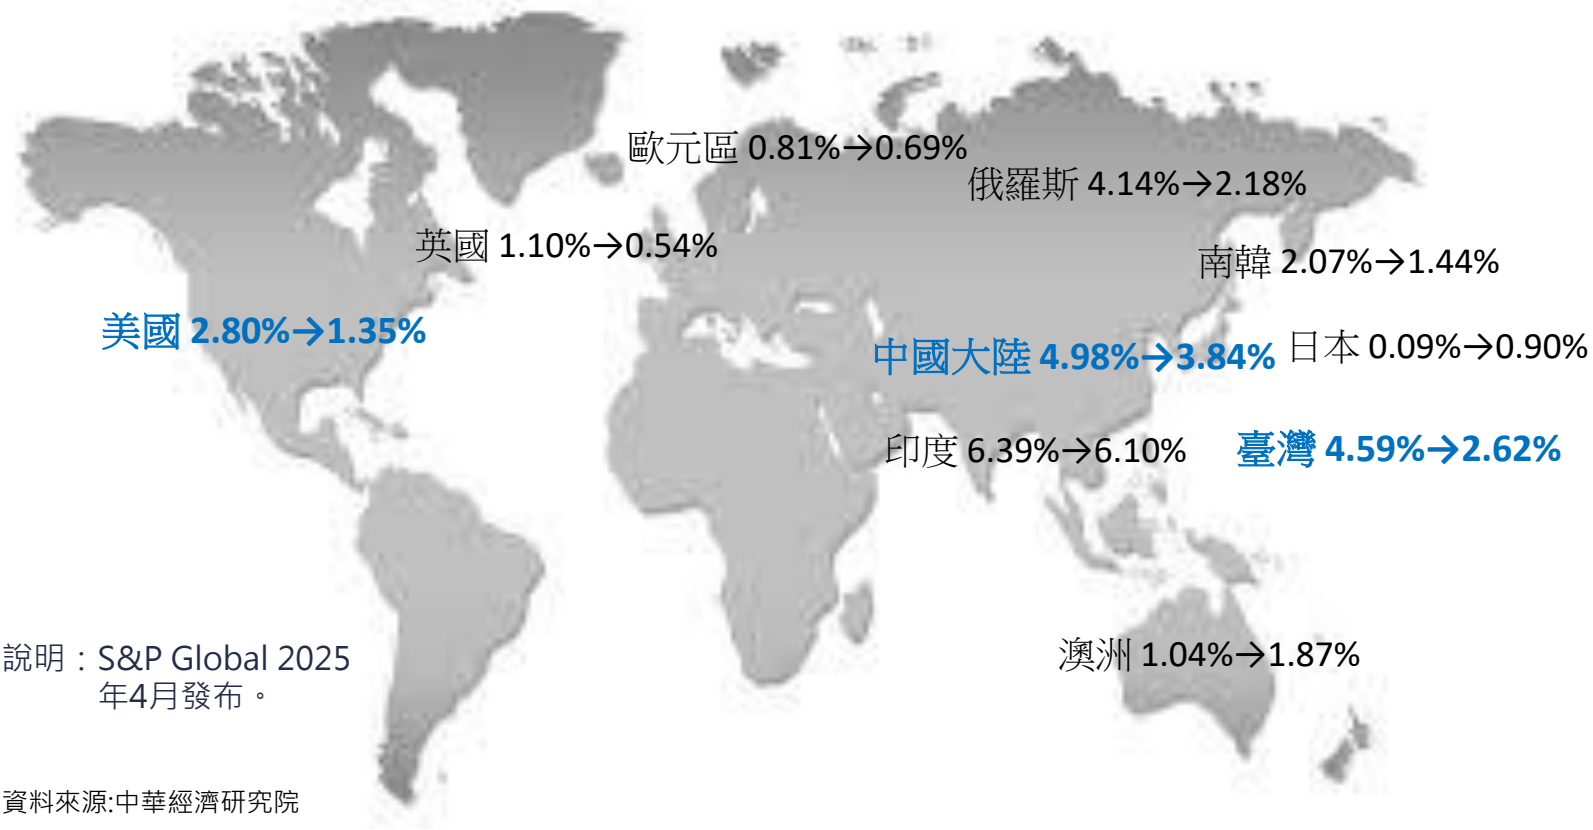 歐元區 0.81%→0.69%
俄羅斯 4.14%→2.18%
英國 1.10%→0.54%
南韓 2.07%→1.44%
美國 2.80%→1.35%
中國大陸 4.98%→3.84%
日本 0.09%→0.90%
印度 6.39%→6.10%
臺灣 4.59%→2.62%
澳洲 1.04%→1.87%
說明：S&P Global 2025
年4月發布。
資料來源:中華經濟研究院